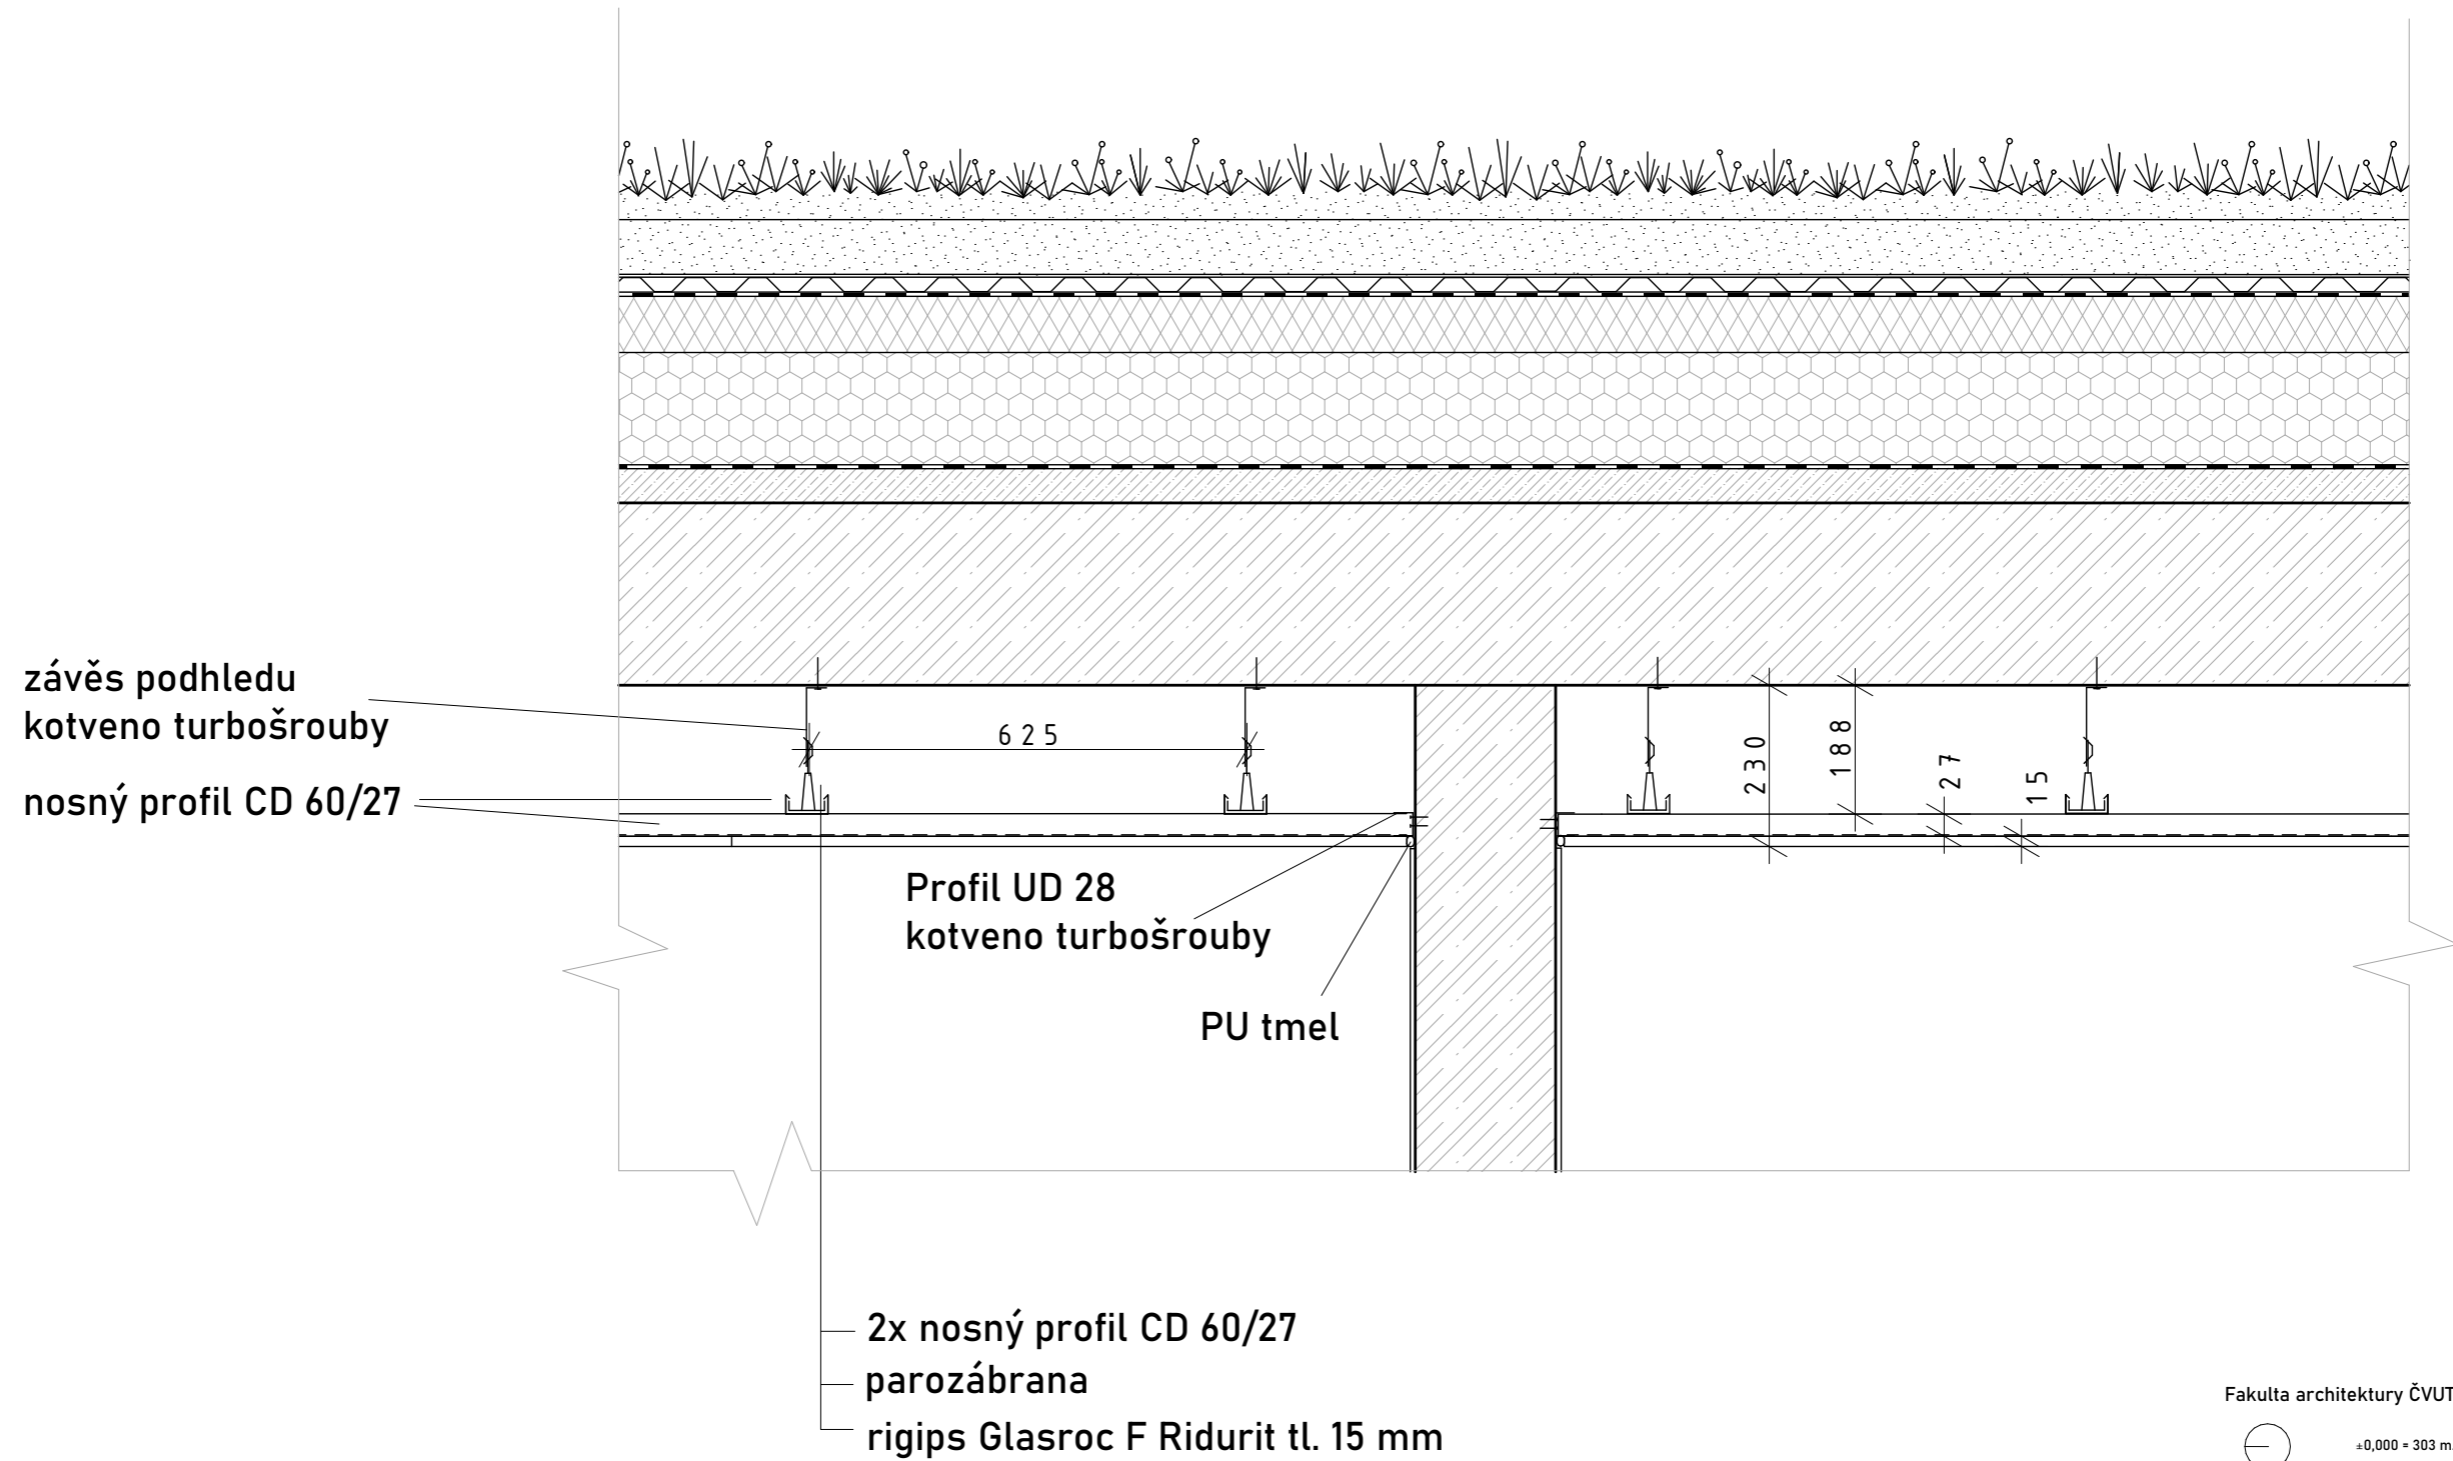 závěs podhledu
kotveno turbošrouby
625
230
188
27
15
nosný profil CD 60/27
Profil UD 28
kotveno turbošrouby
PU tmel
2x nosný profil CD 60/27
parozábrana
rigips Glasroc F Ridurit tl. 15 mm
Fakulta architektury ČVUT
±0,000 = 303 m